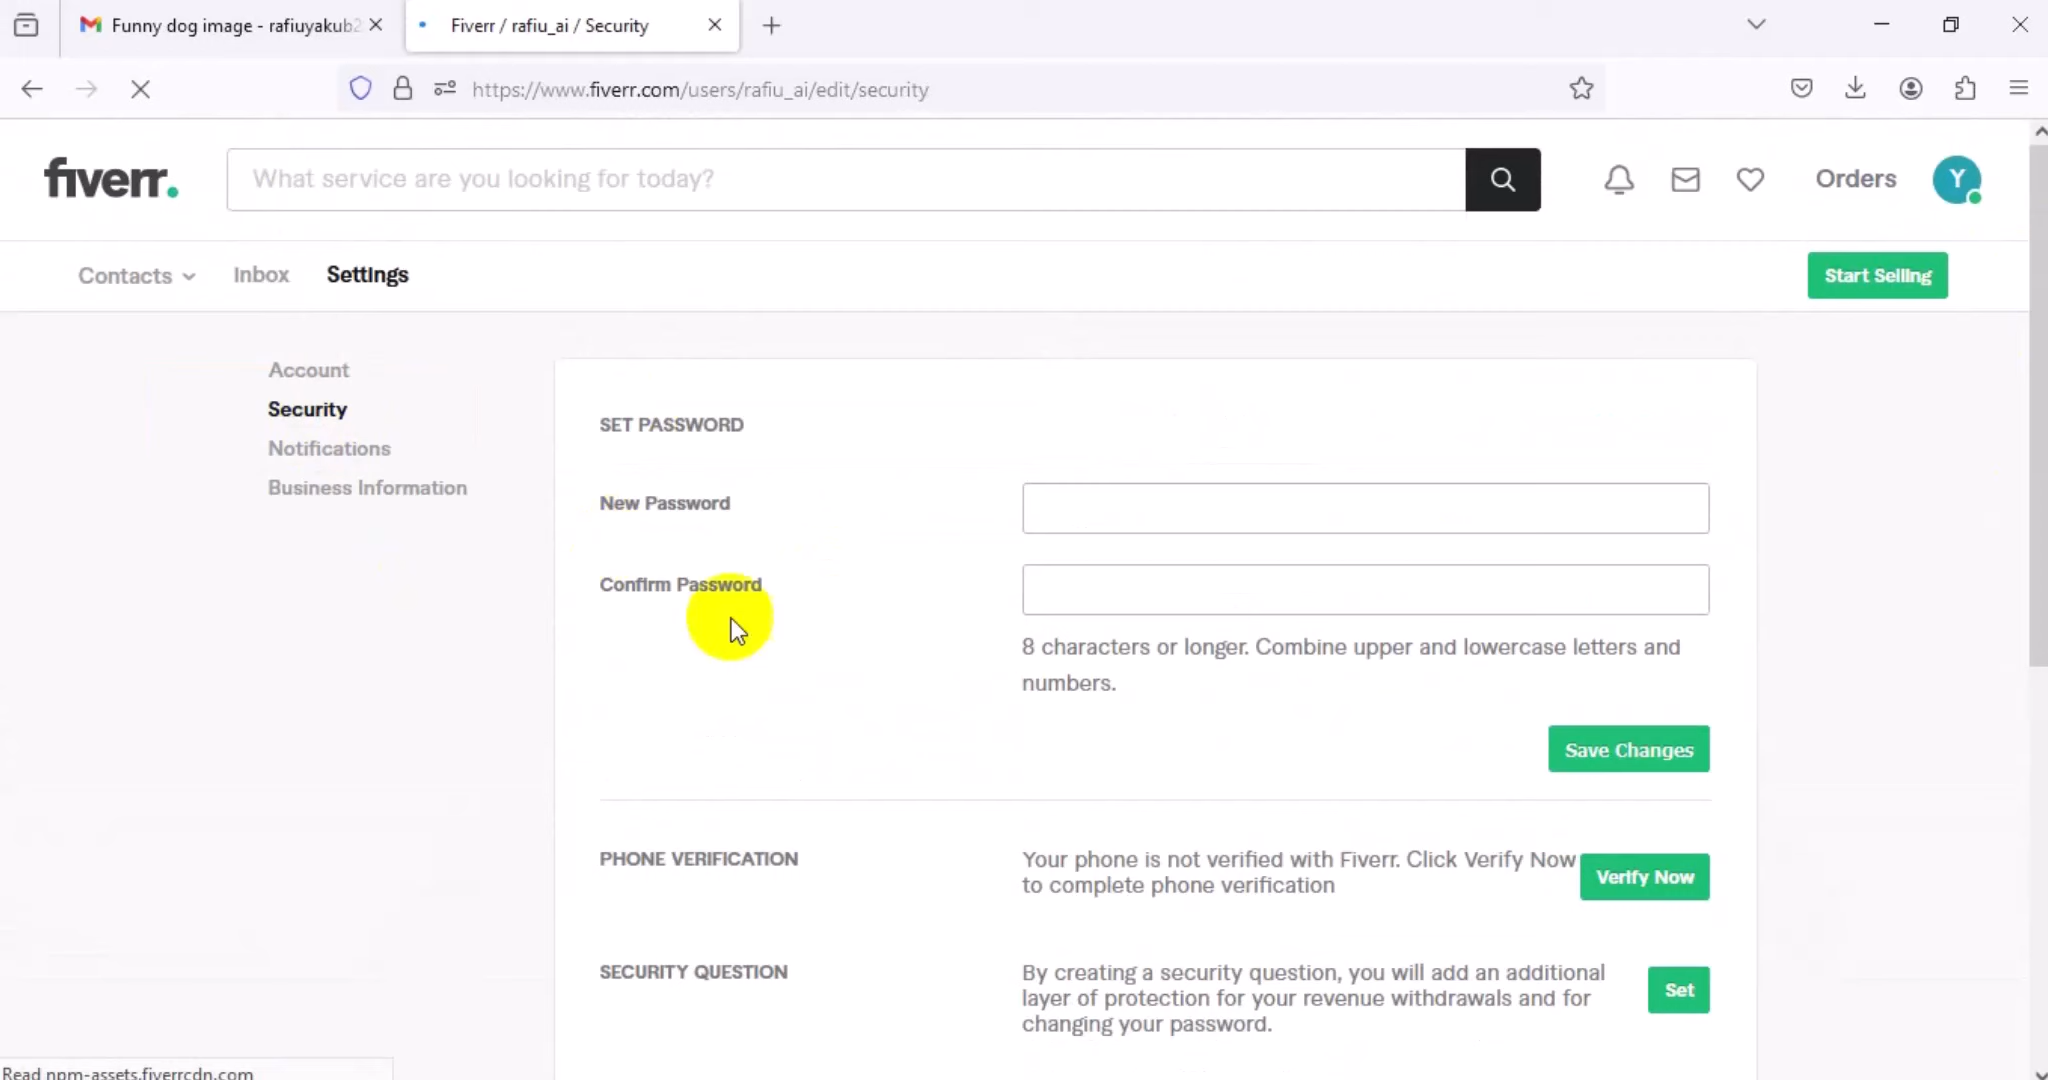 Funny dog image - rafiuyakub2
Fiverr / rafiu_ai / Security
https://www.fiverr.com/users/rafiu_ai/edit/security
fiverr.
What service are you looking for today?
Orders
Y
Contacts
Inbox
Settings
Start Selling
Account
Security
Notifications
Business Information
SET PASSWORD
New Password
Confirm Password
8 characters or longer. Combine upper and lowercase letters and
numbers.
Save Changes
PHONE VERIFICATION
Your phone is not verified with Fiverr. Click Verify Now
to complete phone verification
Verify Now
SECURITY QUESTION
By creating a security question, you will add an additional
layer of protection for your revenue withdrawals and for
changing your password.
Set
Read npm-assets.fiverrcdn.com